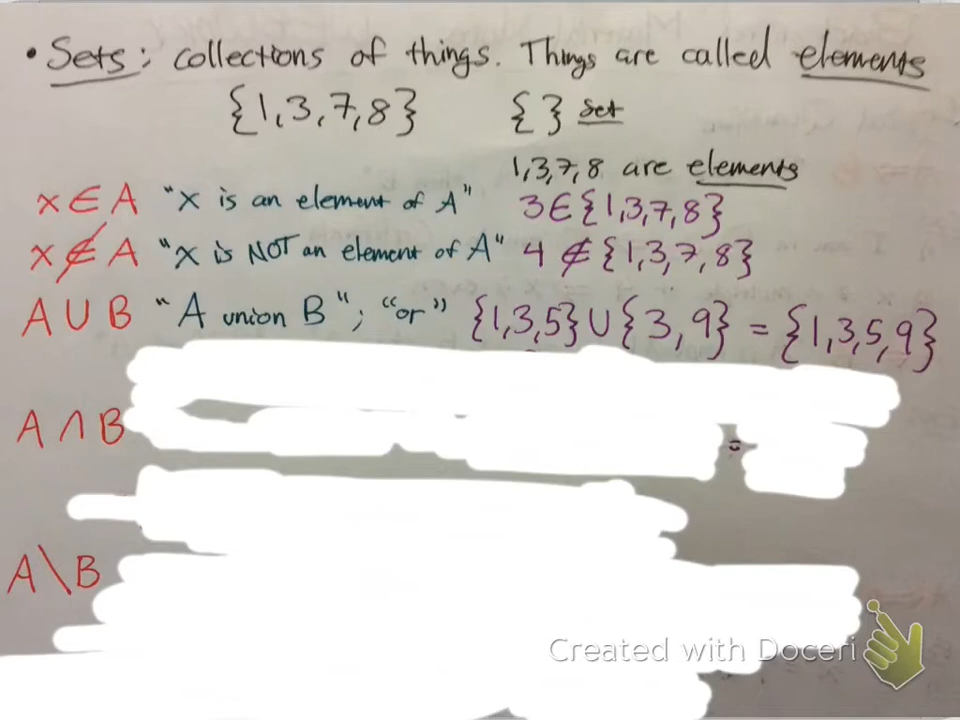 • Sets: collections of things. Things are called elements
{1,3,7,8} { } set
1,3,7,8 are elements
x ∈ A "x is an element of A" 3 ∈ {1,3,7,8}
x ∉ A "x is NOT an element of A" 4 ∉ {1,3,7,8}
A ∪ B "A union B"; "or" {1,3,5} ∪ {3,9} = {1,3,5,9}
A ∩ B =
A \ B
Created with Doceri